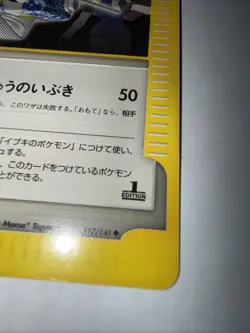 うのいぶき 50
、このワザは失敗する。「おもて」なら、相手
「イブキのポケモン」につけて使い、
ュする。
、このカードをつけているポケモン
とができる。
1
EDITION
117/141 ◆